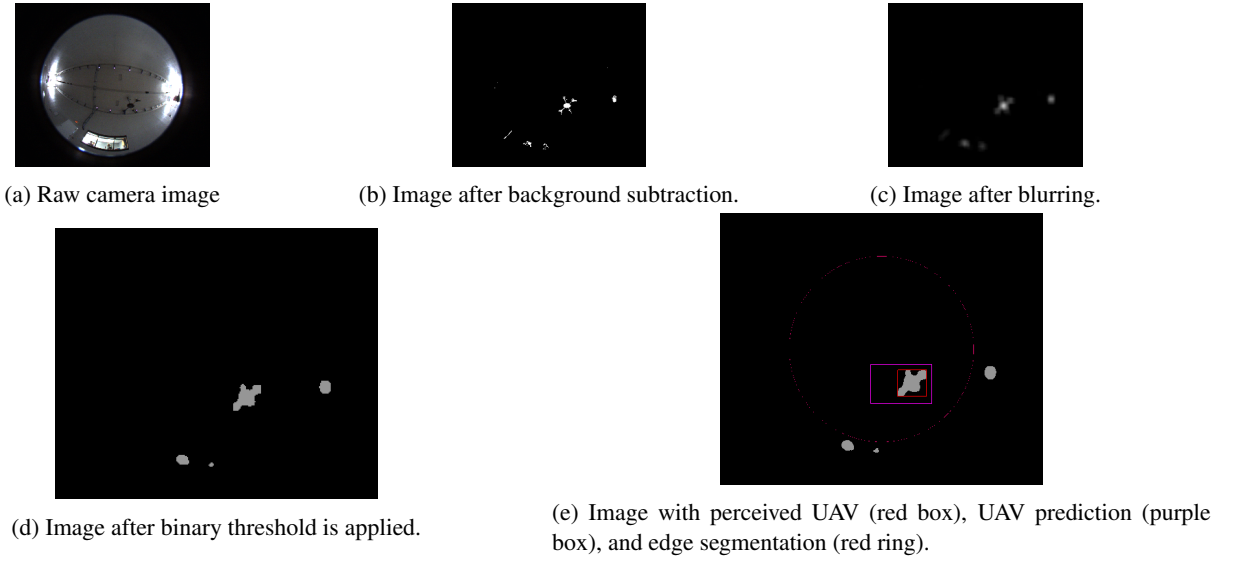 (a) Raw camera image
(b) Image after background subtraction.
(c) Image after blurring.
(d) Image after binary threshold is applied.
(e) Image with perceived UAV (red box), UAV prediction (purple
box), and edge segmentation (red ring).